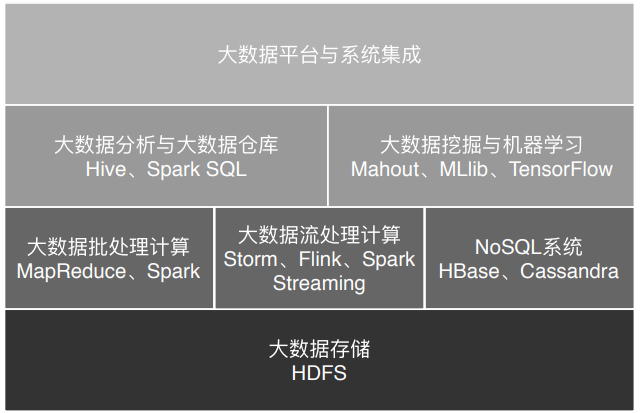 大数据平台与系统集成
大数据分析与大数据仓库
Hive、Spark SQL
大数据挖掘与机器学习
Mahout、MLlib、TensorFlow
大数据批处理计算
MapReduce、Spark
大数据流处理计算
Storm、Flink、Spark
Streaming
NoSQL系统
HBase、Cassandra
大数据存储
HDFS